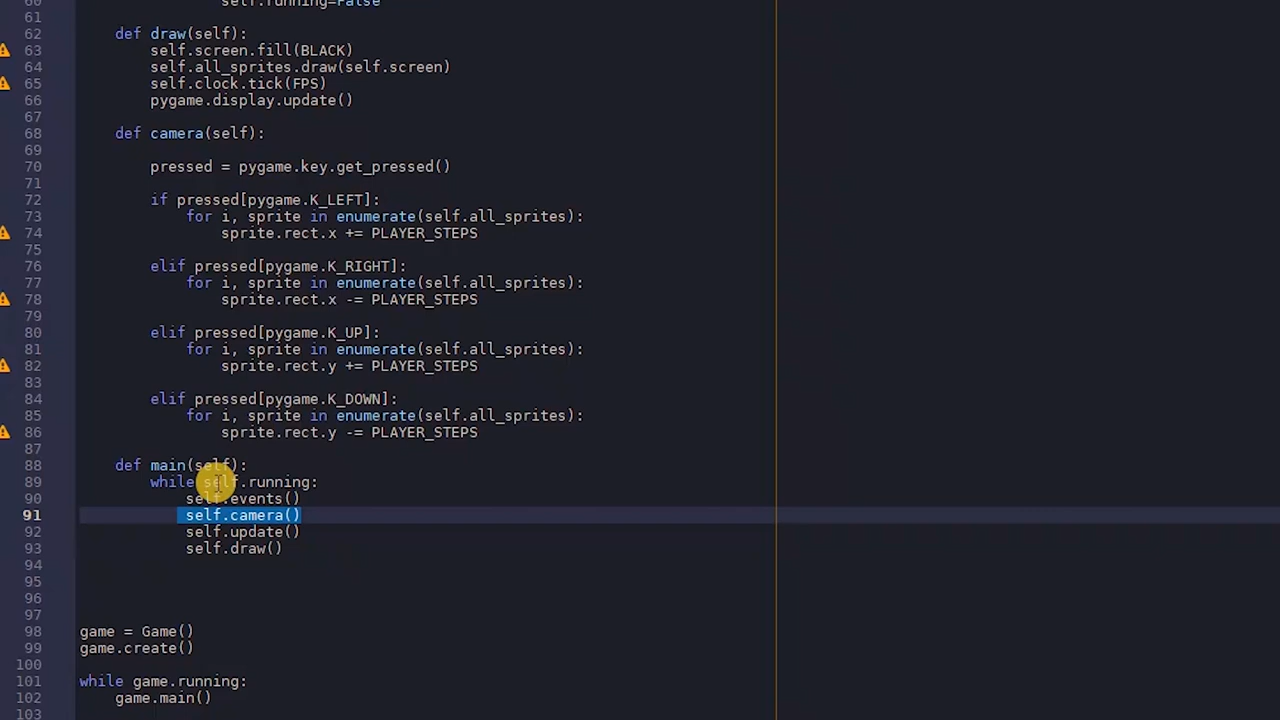 60 self.running=False
61
62 def draw(self):
63 self.screen.fill(BLACK)
64 self.all_sprites.draw(self.screen)
65 self.clock.tick(FPS)
66 pygame.display.update()
67
68 def camera(self):
69
70 pressed = pygame.key.get_pressed()
71
72 if pressed[pygame.K_LEFT]:
73 for i, sprite in enumerate(self.all_sprites):
74 sprite.rect.x += PLAYER_STEPS
75
76 elif pressed[pygame.K_RIGHT]:
77 for i, sprite in enumerate(self.all_sprites):
78 sprite.rect.x -= PLAYER_STEPS
79
80 elif pressed[pygame.K_UP]:
81 for i, sprite in enumerate(self.all_sprites):
82 sprite.rect.y += PLAYER_STEPS
83
84 elif pressed[pygame.K_DOWN]:
85 for i, sprite in enumerate(self.all_sprites):
86 sprite.rect.y -= PLAYER_STEPS
87
88 def main(self):
89 while self.running:
90 self.events()
91 self.camera()
92 self.update()
93 self.draw()
94
95
96
97
98 game = Game()
99 game.create()
100
101 while game.running:
102 game.main()
103